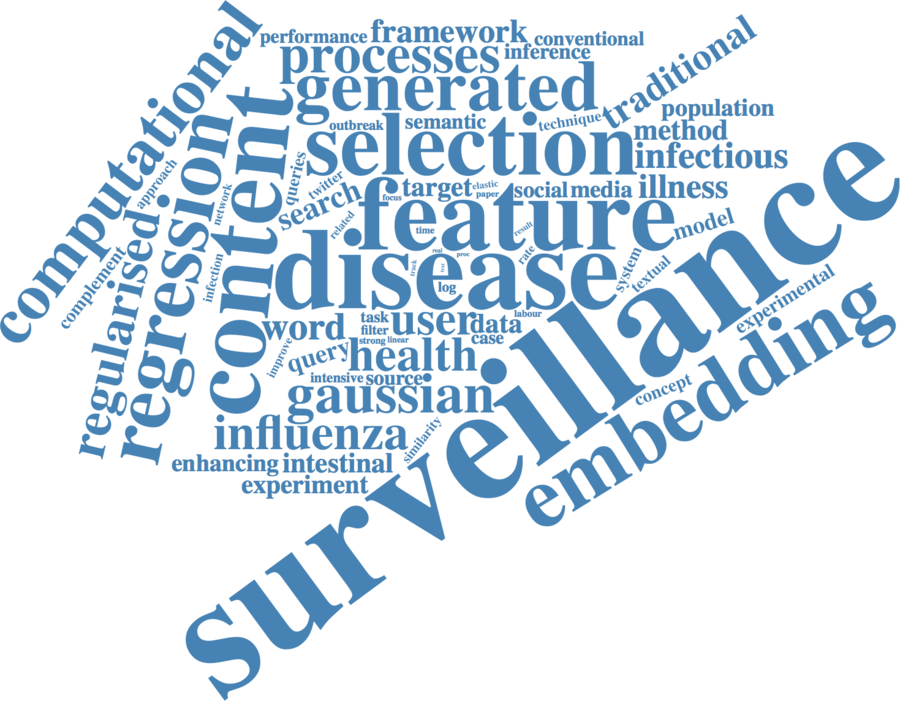 computational
performance
framework
conventional
processes
inference
generated
traditional
population
outbreak
semantic
technique
method
selection
infectious
regression
content
approach
queries
twitter
search
focus
target
elastic
paper
social media
illness
network
related
feature
time
result
model
regularised
complement
infection
disease
real
proc
track
rate
system
textual
log
surveillance
word
task
filter
user
data
labour
case
strong
linear
experimental
improve
query
health
intensive
source
concept
embedding
gaussian
influenza
similarity
enhancing
intestinal
experiment